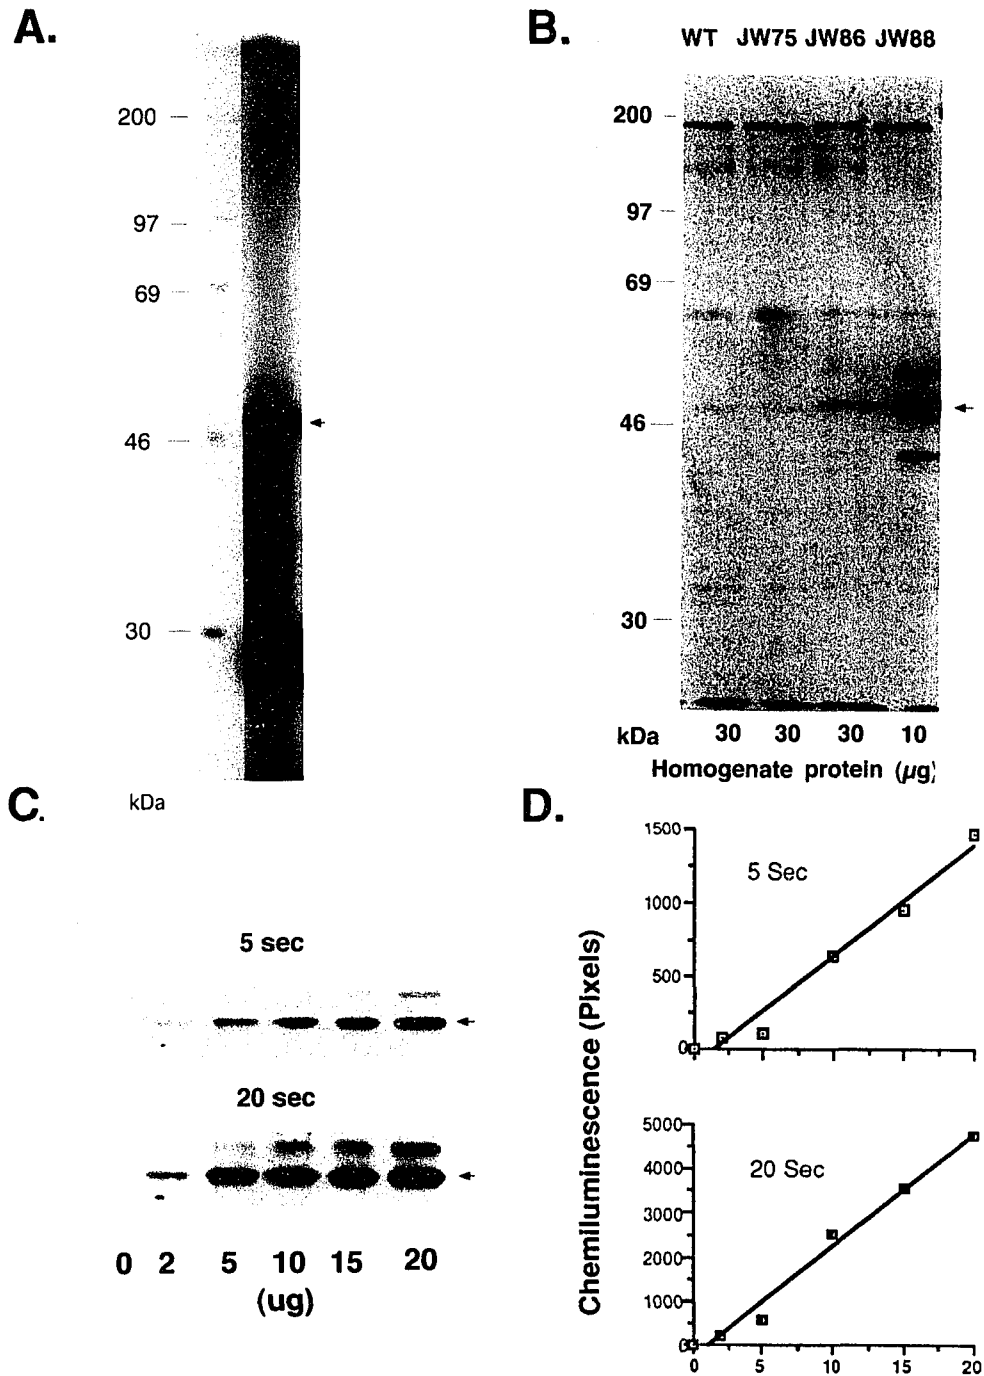 A.
200
97
69
46
30
kDa
B.
WT JW75 JW86 JW88
200
97
69
46
30
kDa 30 30 30 10
Homogenate protein (µg)
C.
5 sec
20 sec
0 2 5 10 15 20
(ug)
D.
Chemiluminescence (Pixels)
1500
1000
500
0
5 Sec
5000
4000
3000
2000
1000
0
20 Sec
0 5 10 15 20